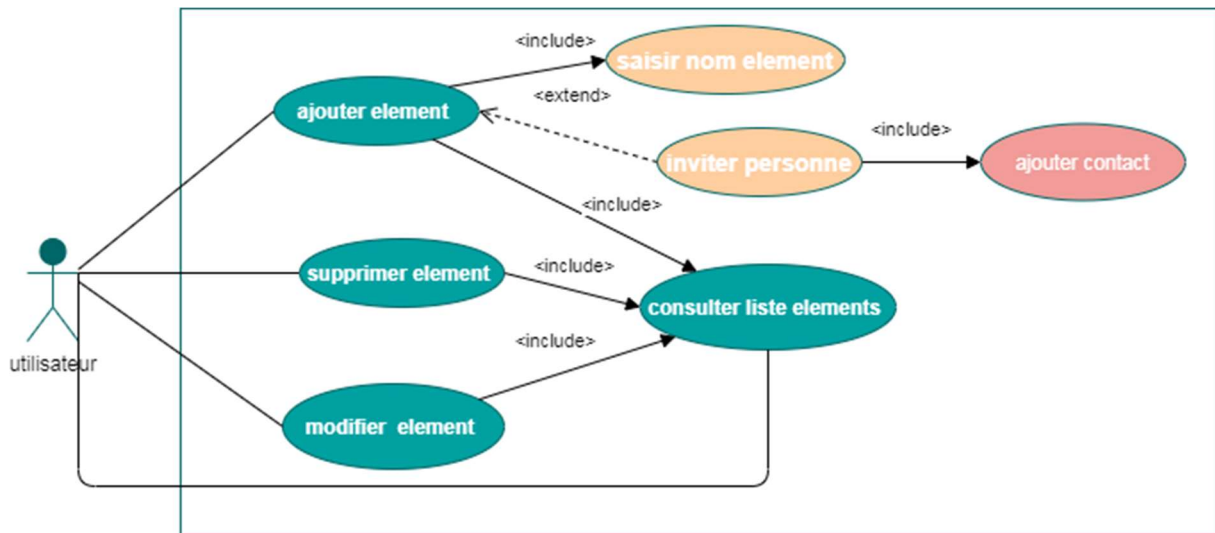 <include>
saisir nom element
<extend>
ajouter element
<include>
inviter personne
ajouter contact
<include>
supprimer element
<include>
consulter liste elements
<include>
utilisateur
modifier  element